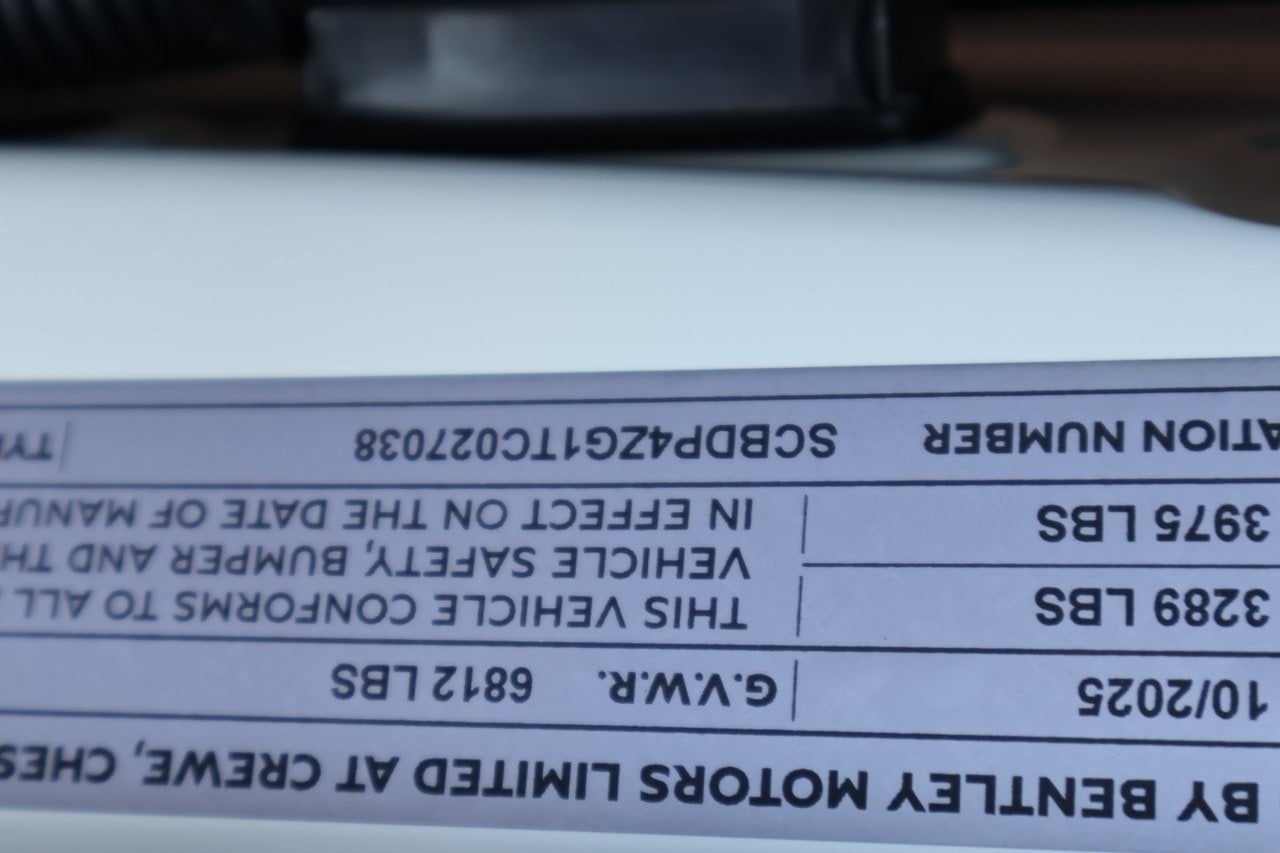 BY BENTLEY MOTORS LIMITED AT CREWE, CHES
10/2025 G.V.W.R. 6812 LBS
3289 LBS THIS VEHICLE CONFORMS TO ALL
VEHICLE SAFETY, BUMPER AND TH
3975 LBS IN EFFECT ON THE DATE OF MANUF
ATION NUMBER SCBDP4ZG1TC027038 TYP